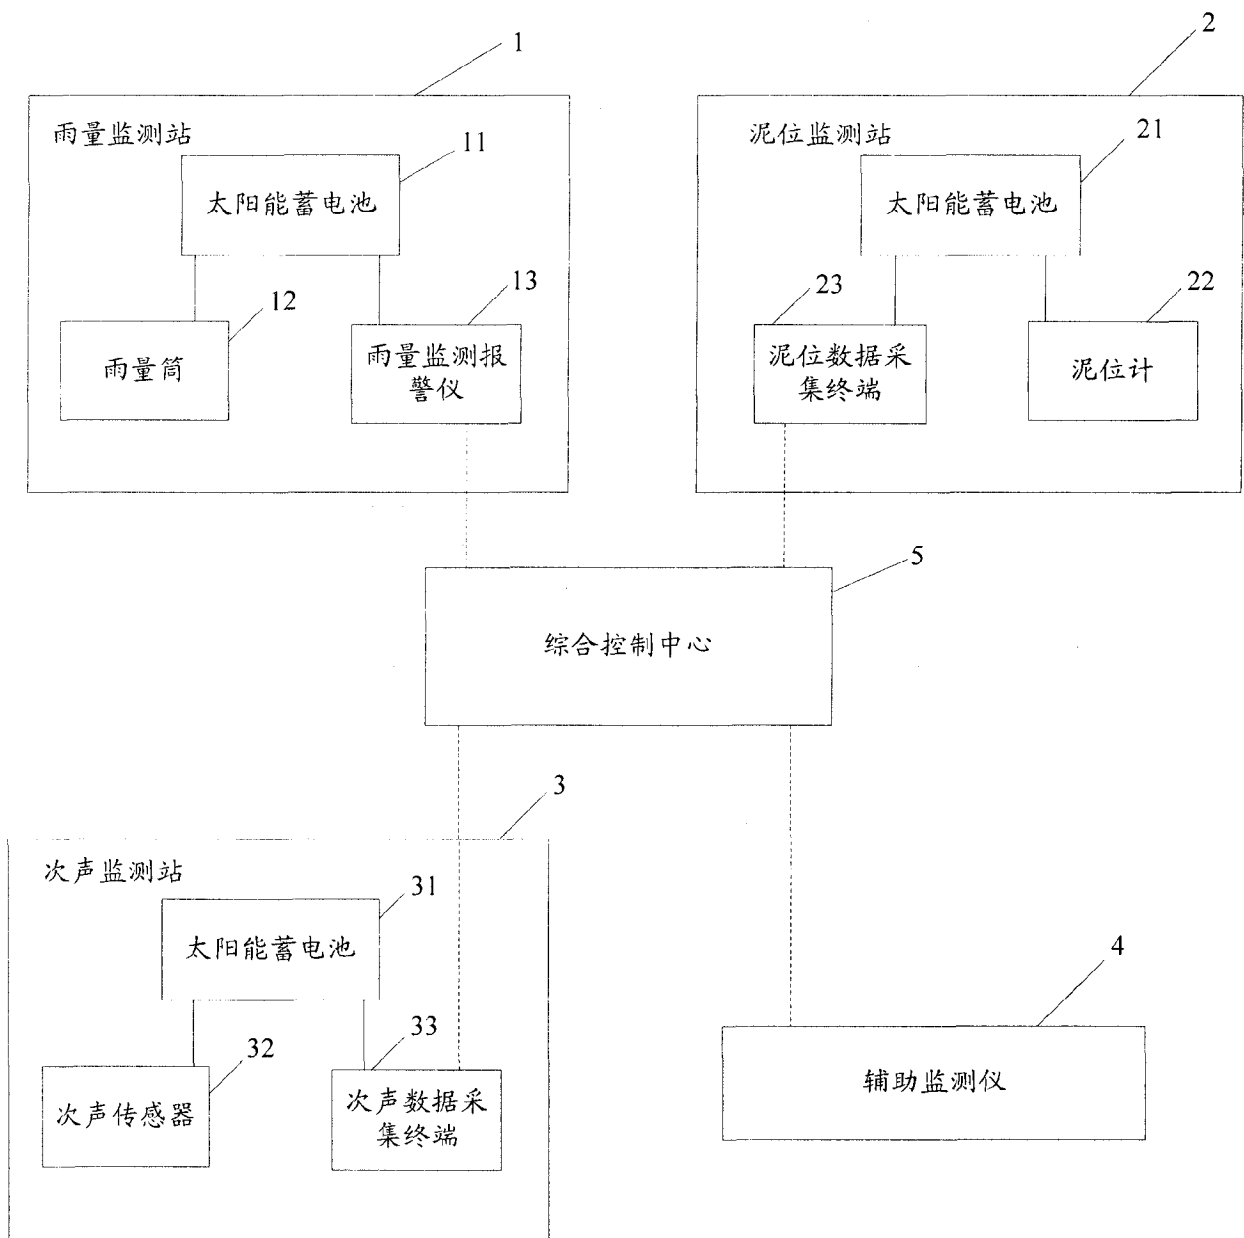 1
2
雨量监测站
11
太阳能蓄电池
12
雨量筒
13
雨量监测报
警仪
泥位监测站
21
太阳能蓄电池
23
泥位数据采
集终端
22
泥位计
5
综合控制中心
3
次声监测站
31
太阳能蓄电池
32
次声传感器
33
次声数据采
集终端
4
辅助监测仪